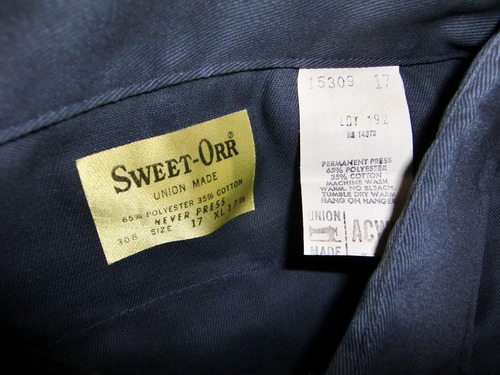 SWEET-ORR®
UNION MADE
65% POLYESTER 35% COTTON
NEVER PRESS
308 SIZE 17 XL
15309 17
PERMANENT PRESS
65% POLYESTER
35% COTTON
MACHINE WASH
WARM. NO BLEACH.
TUMBLE DRY WARM
HANG ON HANGER
UNION
MADE
ACW